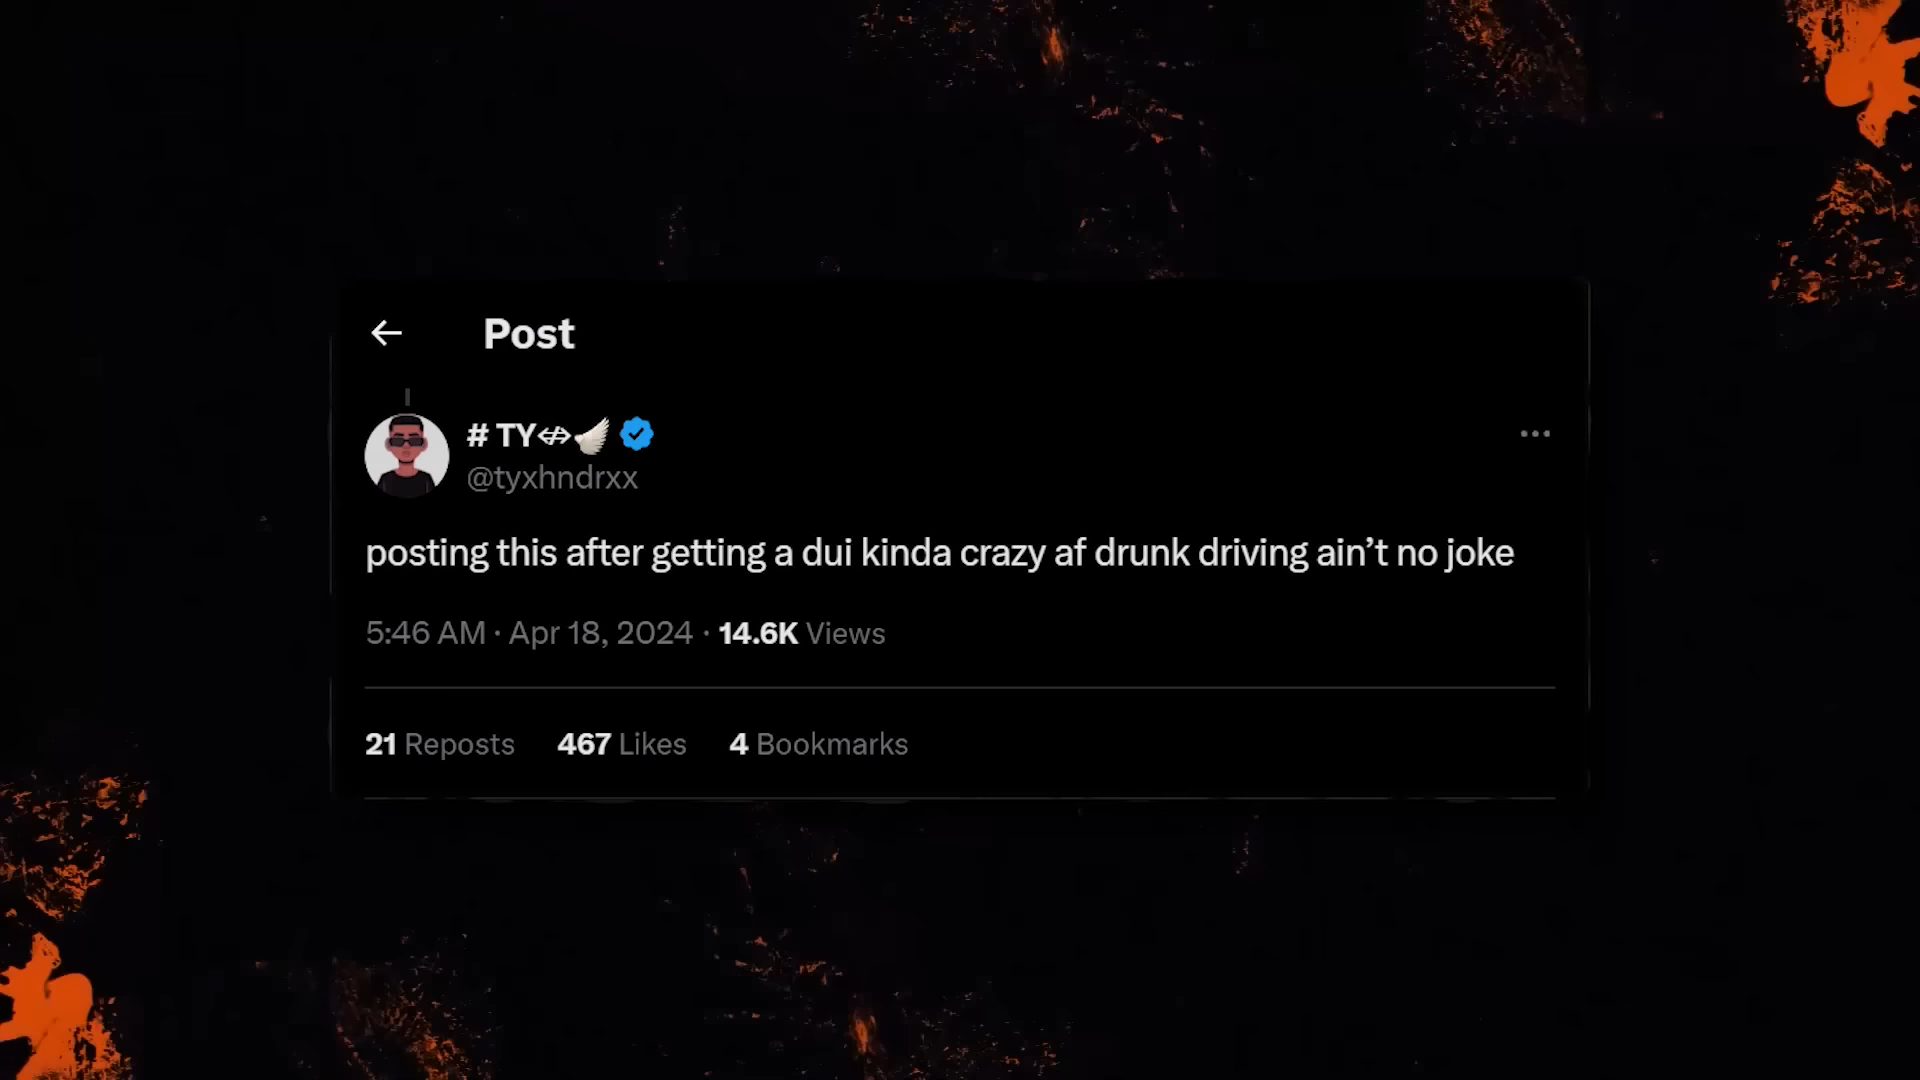 Post
# TY⇎🪽
@tyxhndrxx
posting this after getting a dui kinda crazy af drunk driving ain’t no joke
5:46 AM · Apr 18, 2024 · 14.6K Views
21 Reposts 467 Likes 4 Bookmarks